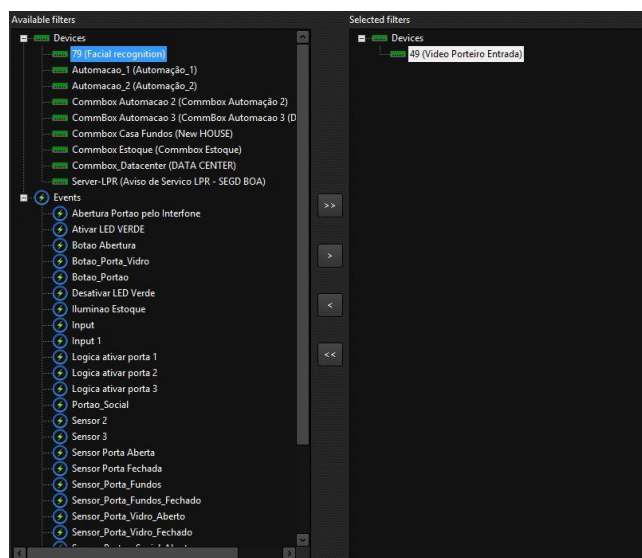 Available filters
Devices
79 (Facial recognition)
Automacao_1 (Automação_1)
Automacao_2 (Automação_2)
Commbox Automacao 2 (Commbox Automação 2)
CommBox Automacao 3 (CommBox Automacao 3 (D
Commbox Casa Fundos (New HOUSE)
Commbox Estoque (Commbox Estoque)
Commbox_Datacenter (DATA CENTER)
Server-LPR (Aviso de Servico LPR - SEGD BOA)
Events
Abertura Portao pelo Interfone
Ativar LED VERDE
Botao Abertura
Botao_Porta_Vidro
Botao_Portao
Desativar LED Verde
Iluminao Estoque
Input
Input 1
Logica ativar porta 1
Logica ativar porta 2
Logica ativar porta 3
Portao_Social
Sensor 2
Sensor 3
Sensor Porta Aberta
Sensor Porta Fechada
Sensor_Porta_Fundos
Sensor_Porta_Fundos_Fechado
Sensor_Porta_Vidro_Aberto
Sensor_Porta_Vidro_Fechado
>>
>
<
<<
Selected filters
Devices
49 (Video Porteiro Entrada)